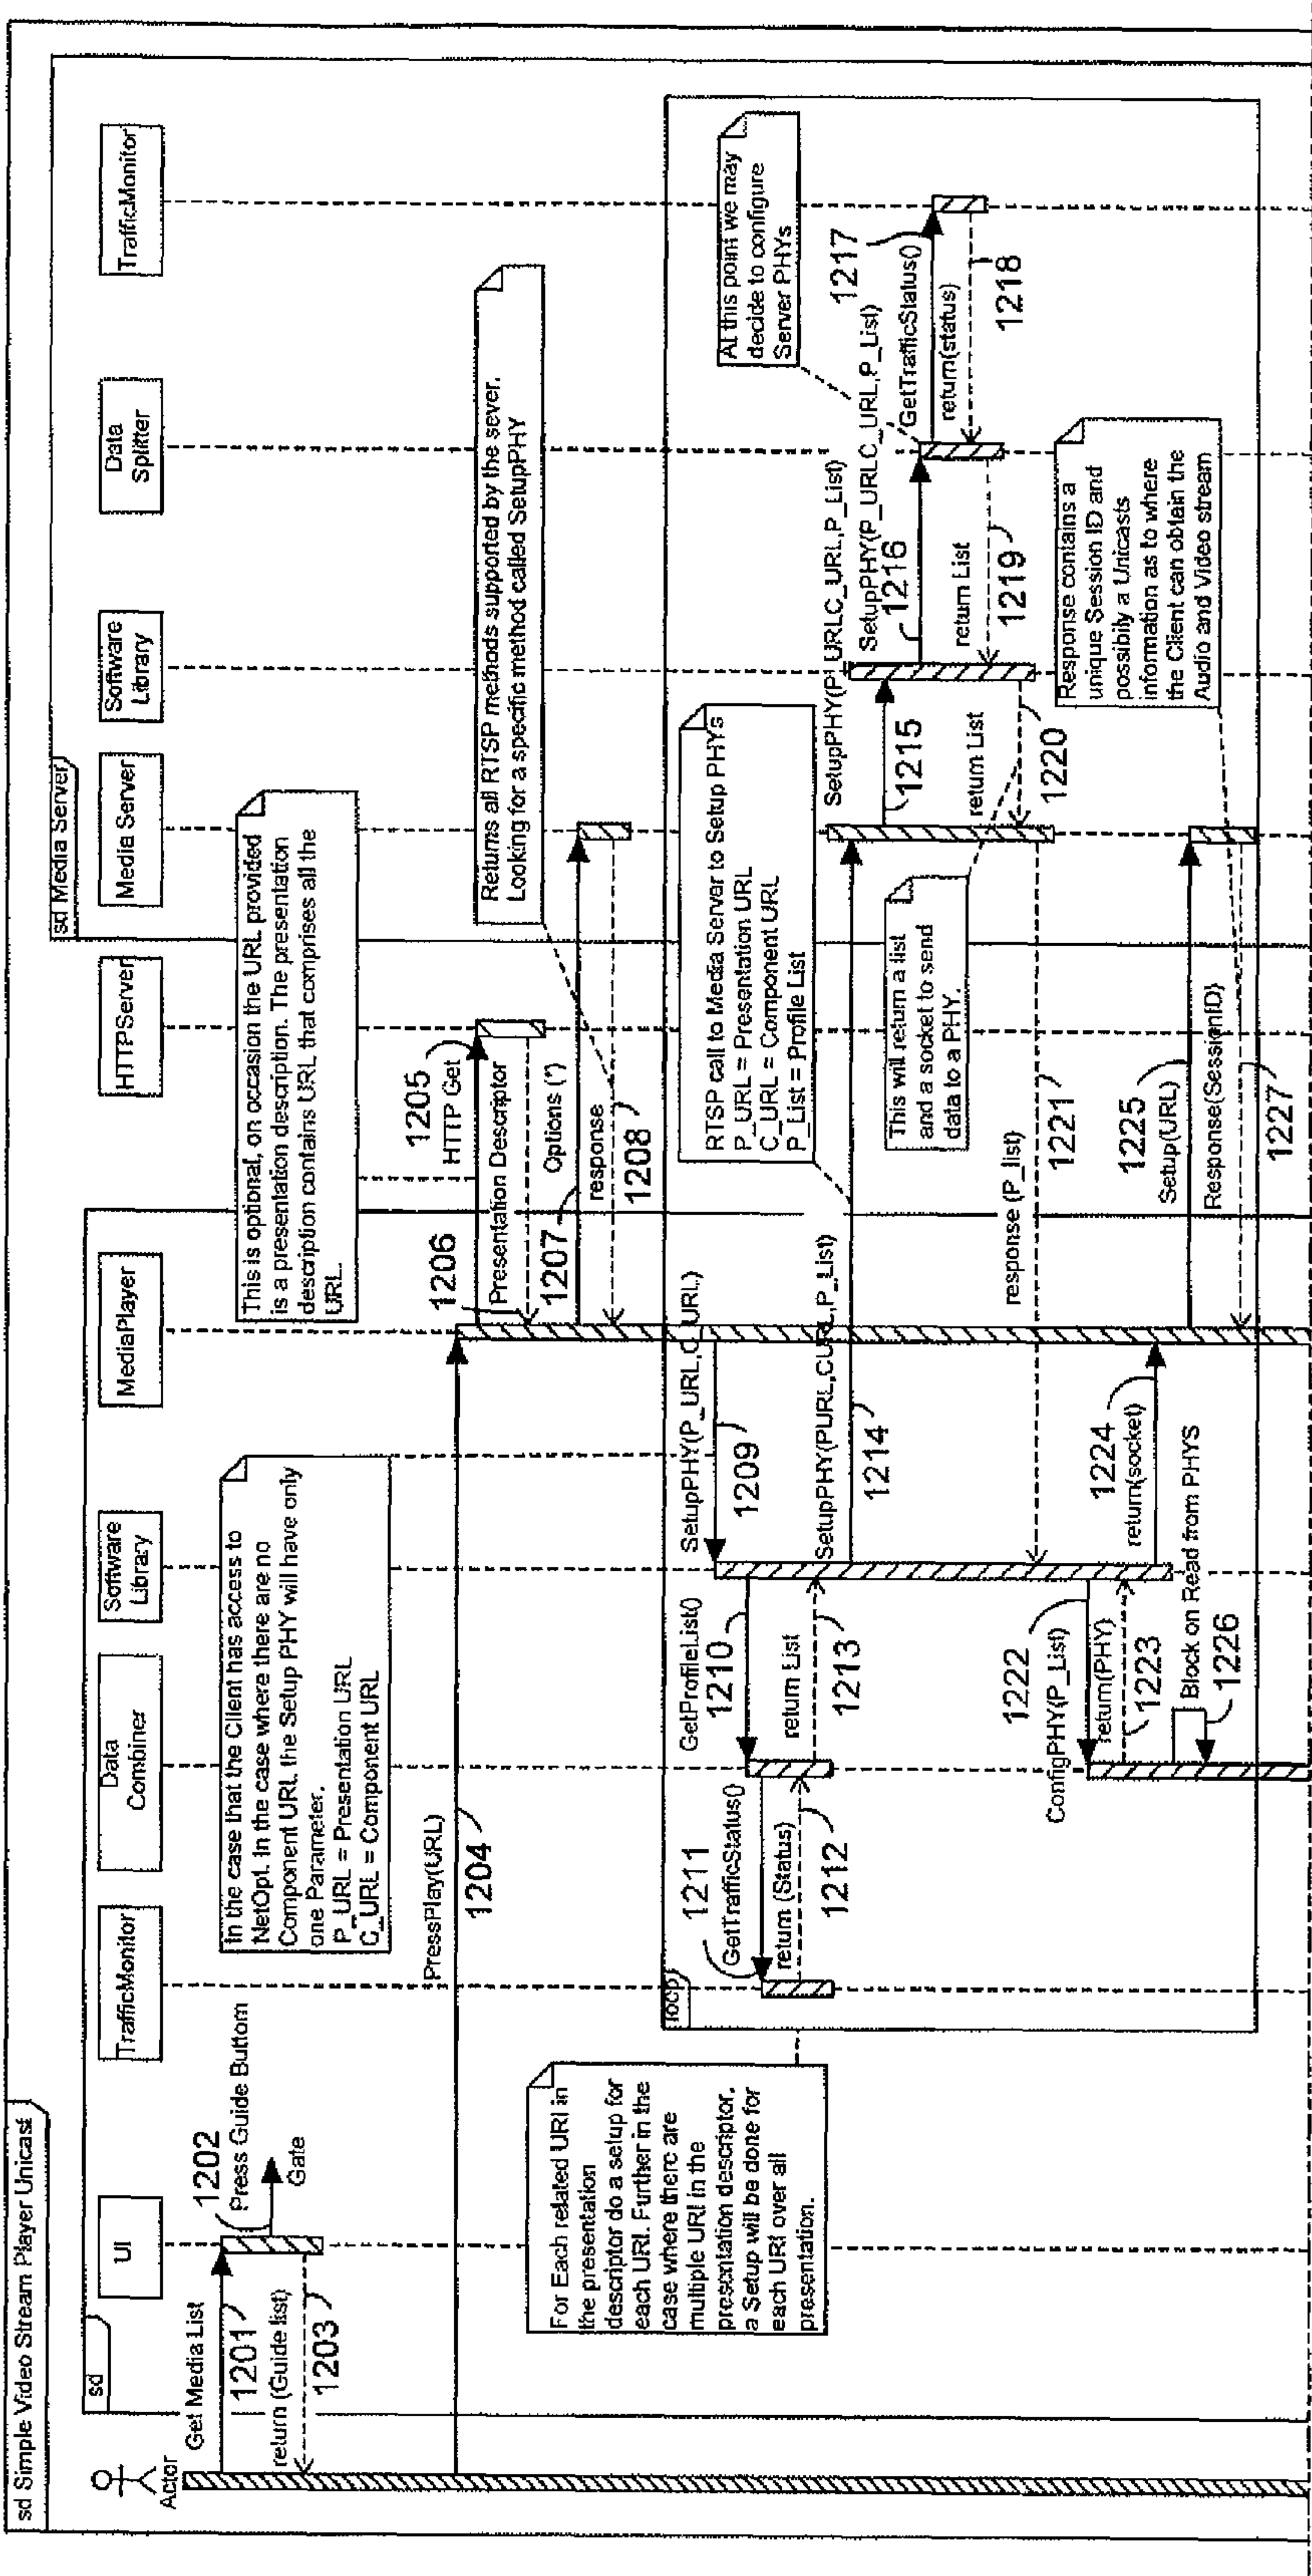 sd Simple Video Stream Player Unicast
sd Media Server
sd
Actor
UI
TrafficMonitor
Data
Combiner
Software
Library
MediaPlayer
HTTPServer
Media Server
Software
Library
Data
Splitter
TrafficMonitor
Get Media List
1201
1202
Press Guide Button
Gate
return (Guide list)
1203
In the case that the Client has access to
NetOpt. In the case where there are no
Component URL the Setup PHY will have only
one Parameter.
P_URL = Presentation URL
C_URL = Component URL
This is optional, on occasion the URL provided
is a presentation description. The presentation
description contains URL that comprises all the
URL.
PressPlay(URL)
1204
1205
HTTP Get
1206
Presentation Descriptor
1207
Options (*)
response
1208
Returns all RTSP methods supported by the sever.
Looking for a specific method called SetupPHY
For Each related URI in
the presentation
descriptor do a setup for
each URI. Further in the
case where there are
multiple URI in the
presentation descriptor,
a Setup will be done for
each URI over all
presentation.
loop
SetupPHY(P_URL,C_URL)
1209
GetProfileList()
1210
1211
GetTrafficStatus()
return (Status)
1212
return List
1213
SetupPHY(PURL,CURL,P_List)
1214
RTSP call to Media Server to Setup PHYs
P_URL = Presentation URL
C_URL = Component URL
P_List = Profile List
SetupPHY(P_URLC_URL,P_List)
1215
SetupPHY(P_URLC_URL,P_List)
1216
At this point we may
decide to configure
Server PHYs
1217
GetTrafficStatus()
return(status)
1218
return List
1219
return List
1220
This will return a list
and a socket to send
data to a PHY.
response (P_list)
1221
1222
ConfigPHY(P_List)
return(PHY)
1223
1224
return(socket)
Block on Read from PHYS
1226
1225
Setup(URL)
Response(SessionID)
1227
Response contains a
unique Session ID and
possibily a Unicasts
information as to where
the Client can obtain the
Audio and Video stream